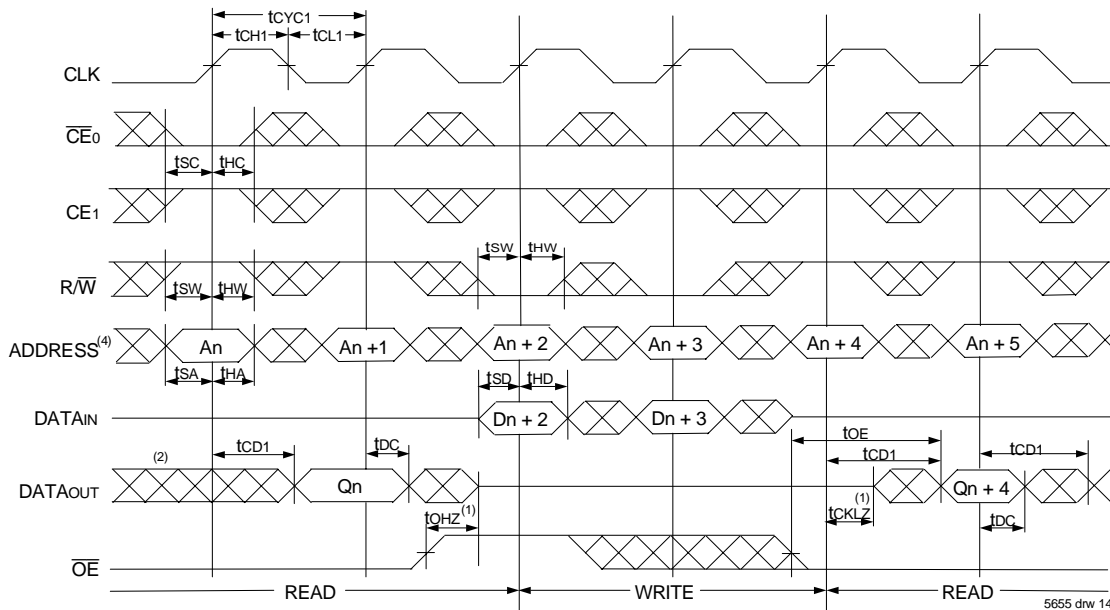 tCYC1
tCH1 tCL1
CLK
CE0
tSC tHC
CE1
tSW tHW
R/W
tSW tHW
ADDRESS(4) An An +1 An + 2 An + 3 An + 4 An + 5
tSA tHA tSD tHD
DATAIN Dn + 2 Dn + 3
tOE
(2) tCD1 tDC tCD1 tCD1
DATAOUT Qn Qn + 4
tOHZ(1) tCKLZ(1) tDC
OE
READ WRITE READ
5655 drw 14